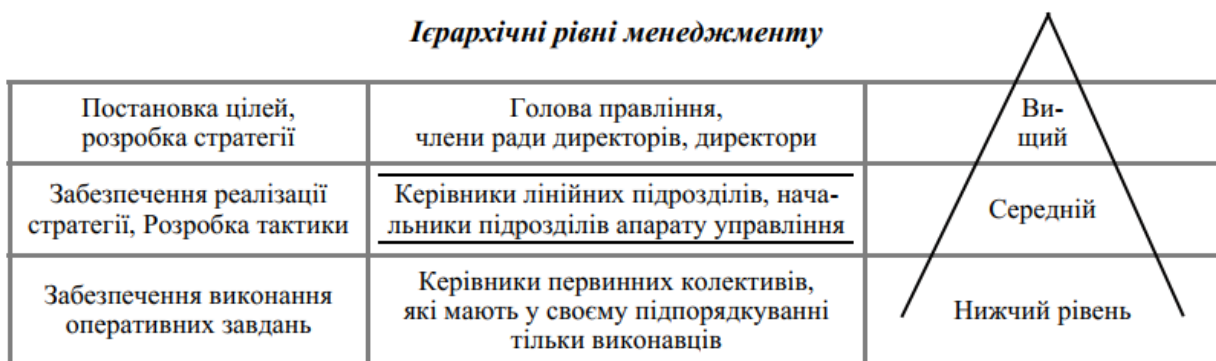 Ієрархічні рівні менеджменту
Постановка цілей,
розробка стратегії
Голова правління,
члени ради директорів, директори
Ви-
щий
Забезпечення реалізації
стратегії, Розробка тактики
Керівники лінійних підрозділів, нача-
льники підрозділів апарату управління
Середній
Забезпечення виконання
оперативних завдань
Керівники первинних колективів,
які мають у своєму підпорядкуванні
тільки виконавців
Нижчий рівень